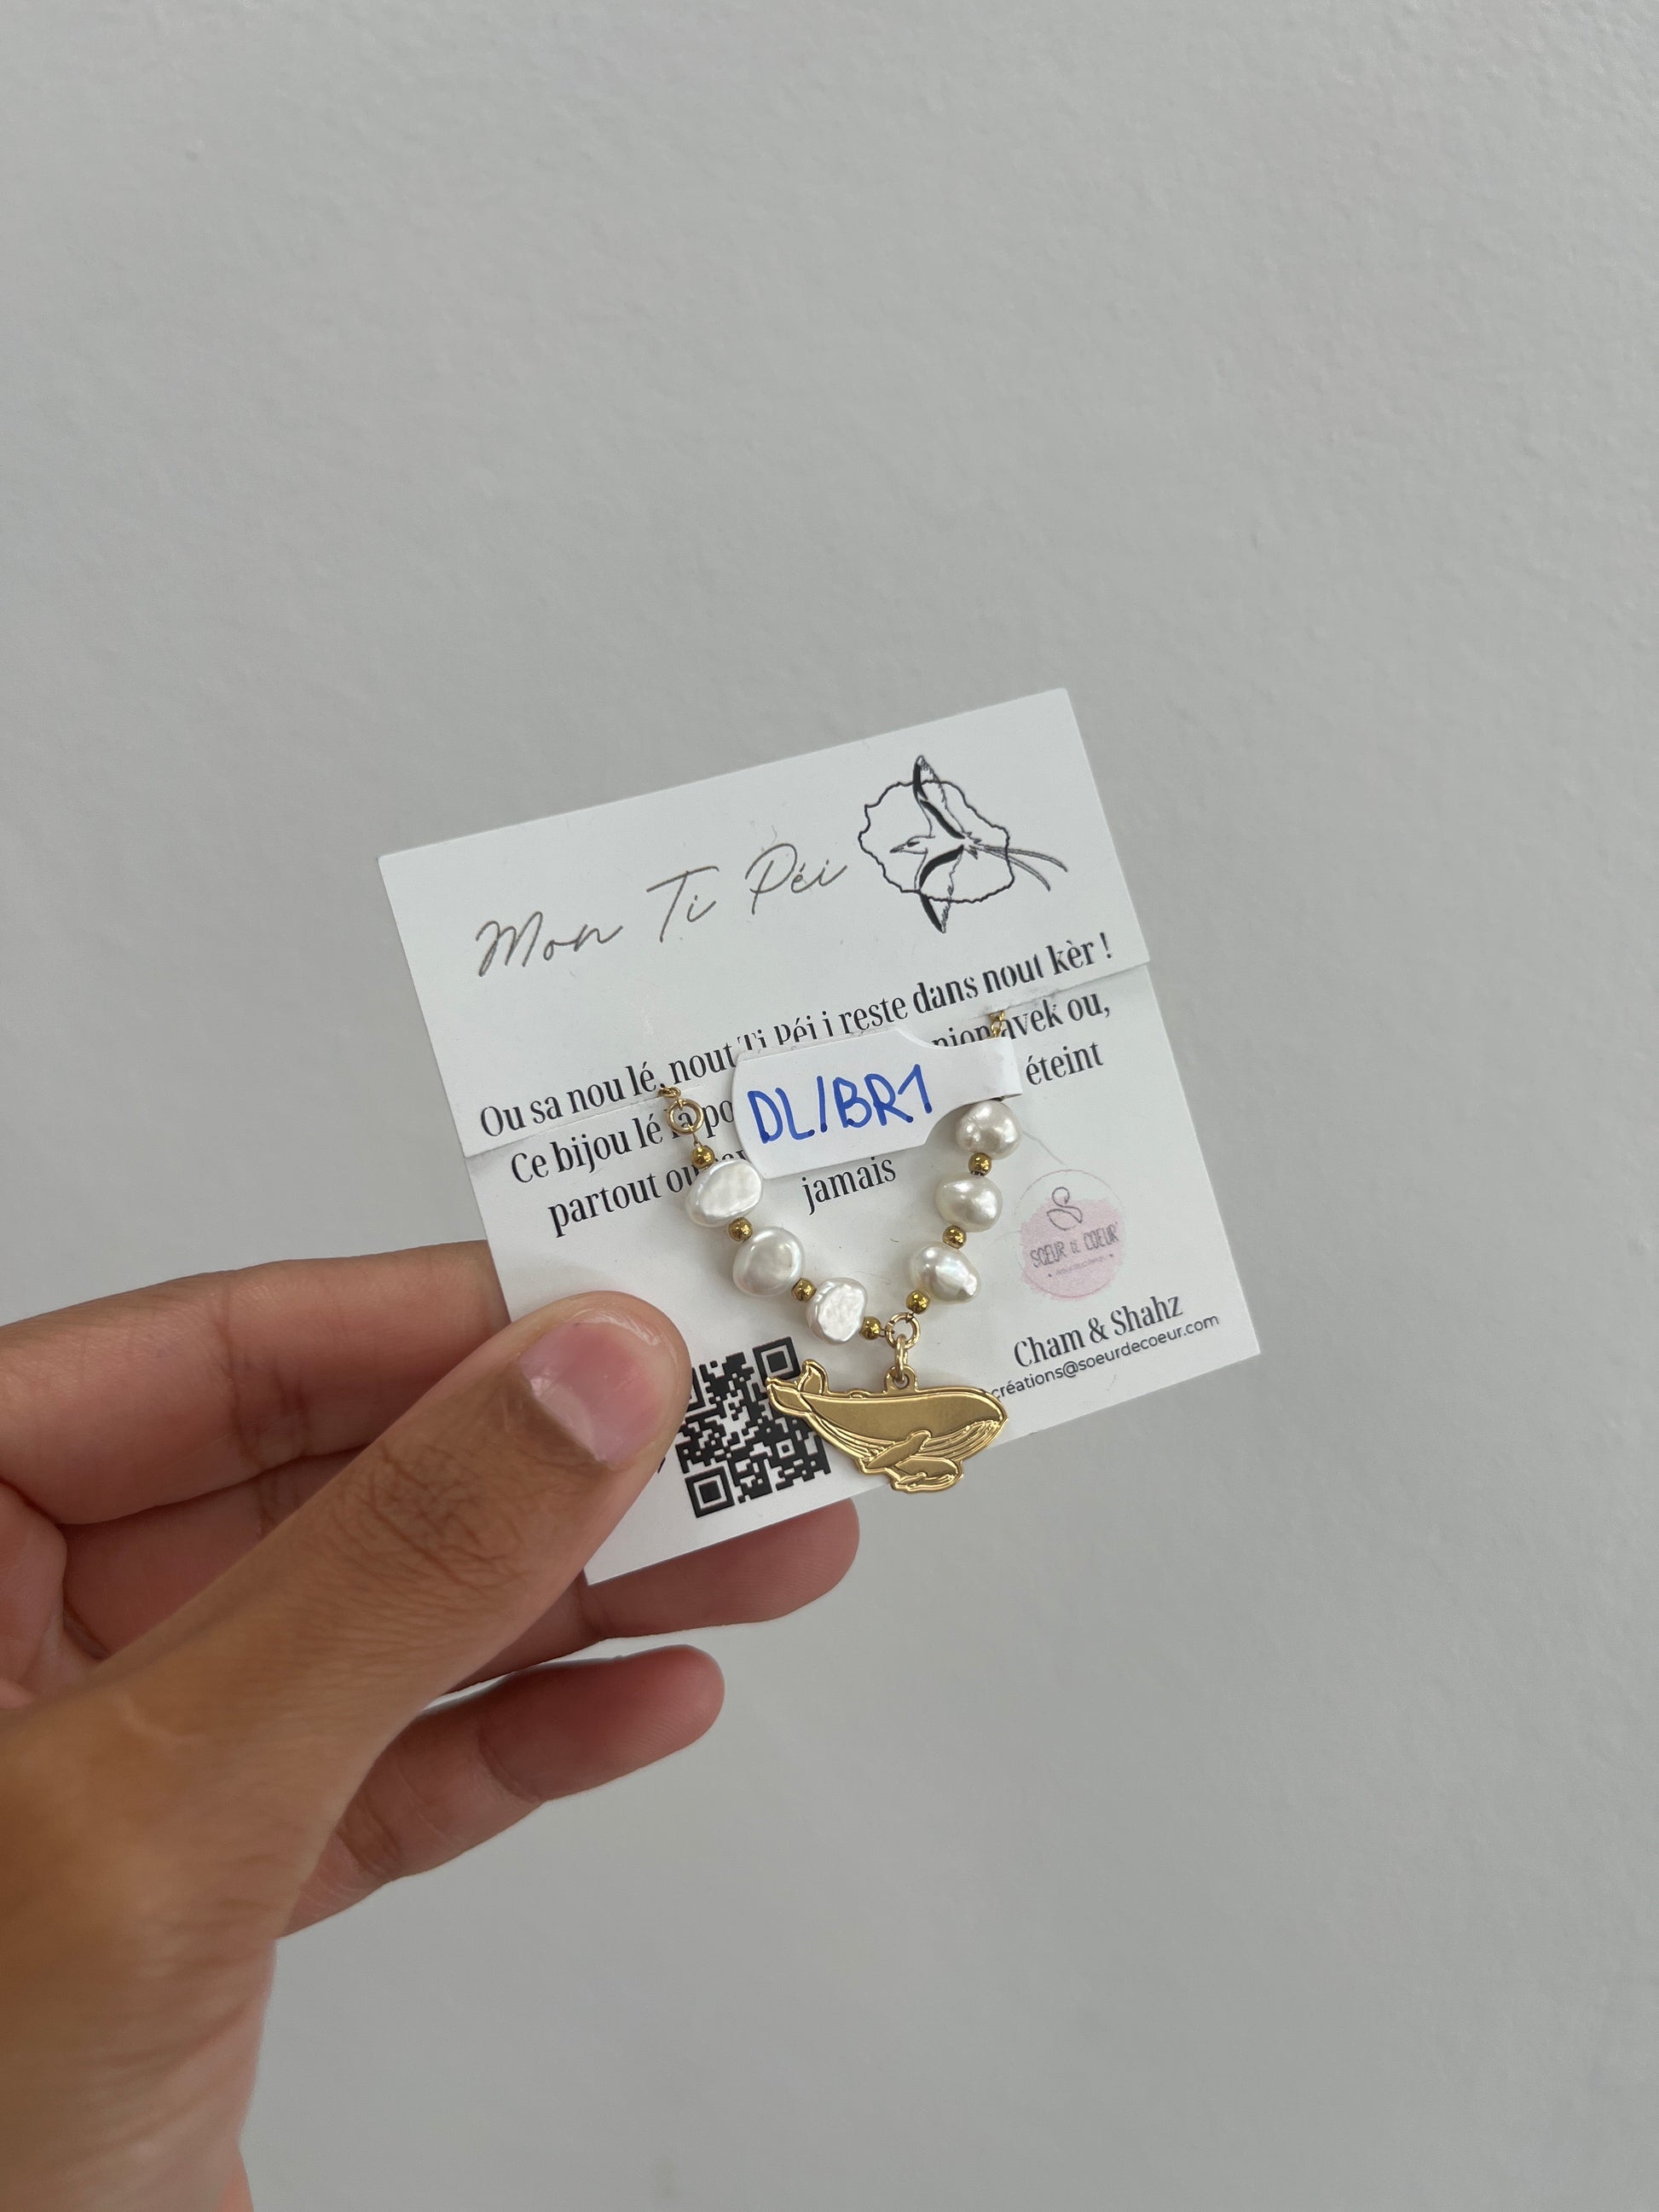 Mon Ti Péi
Ou sa nou lé, nout Ti Péi i reste dans nout kèr !
Ce bijou lé avek ou,
partout éteint
jamais
DL/BR1
SOEUR DE COEUR
Cham & Shahz
créations@soeurdecoeur.com